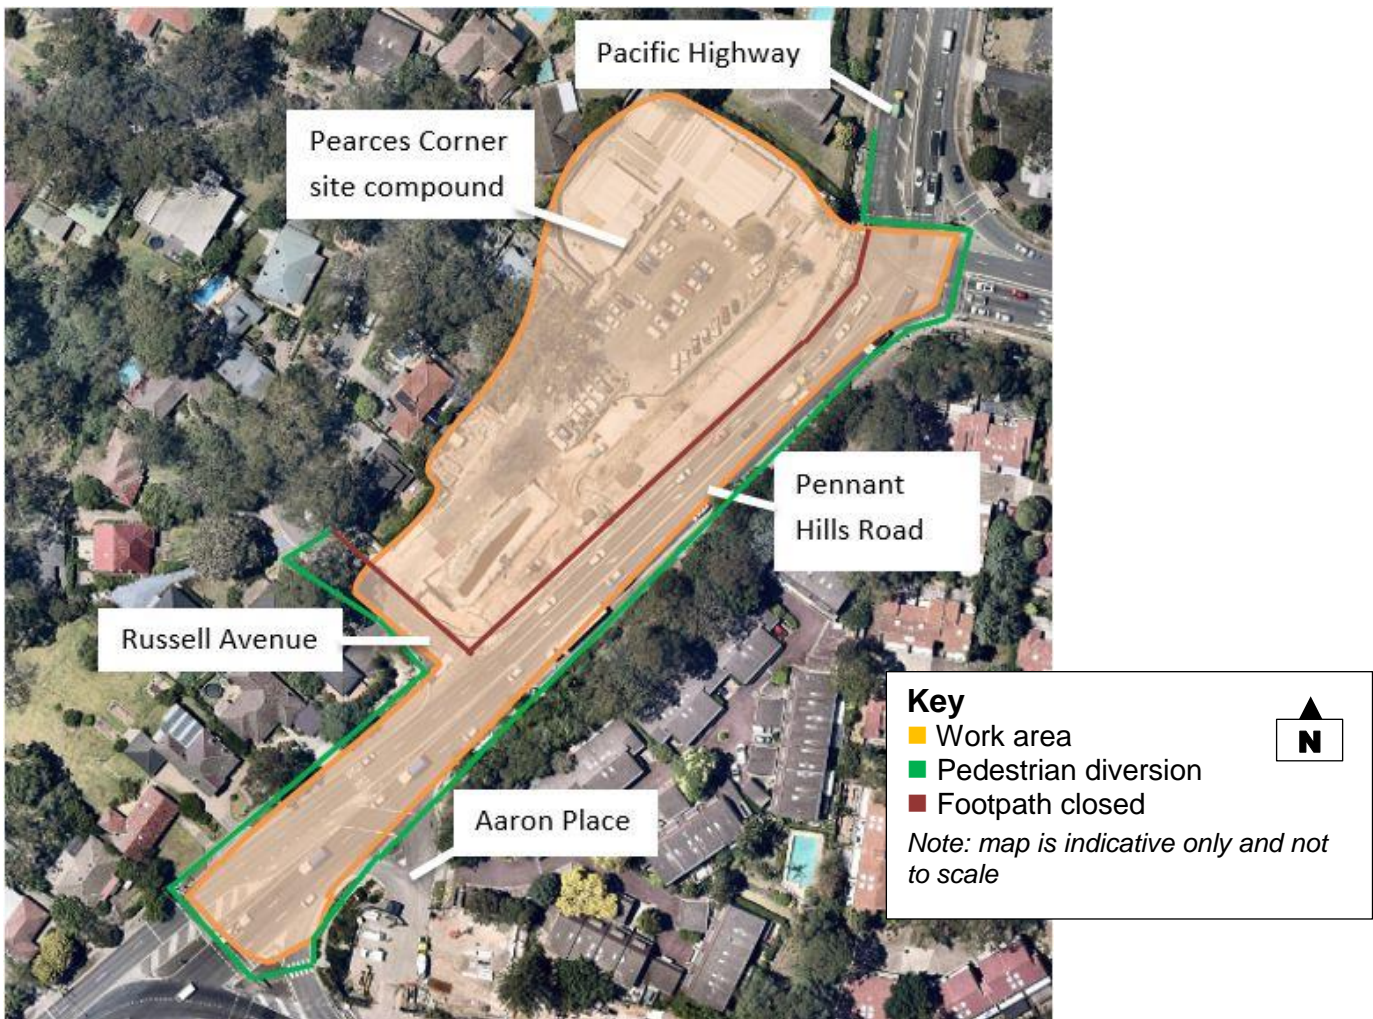 Pacific Highway
Pearces Corner
site compound
Pennant
Hills Road
Russell Avenue
Aaron Place
Key
Work area
Pedestrian diversion
Footpath closed
Note: map is indicative only and not
to scale
N